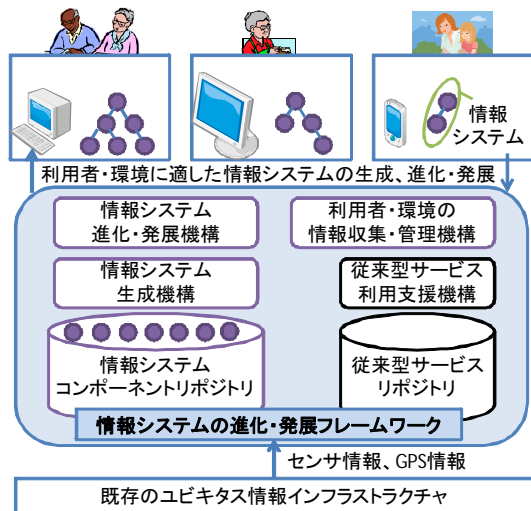 情報
システム
利用者・環境に適した情報システムの生成、進化・発展
情報システム
進化・発展機構
利用者・環境の
情報収集・管理機構
情報システム
生成機構
従来型サービス
利用支援機構
情報システム
コンポーネントリポジトリ
従来型サービス
リポジトリ
情報システムの進化・発展フレームワーク
センサ情報、GPS情報
既存のユビキタス情報インフラストラクチャ